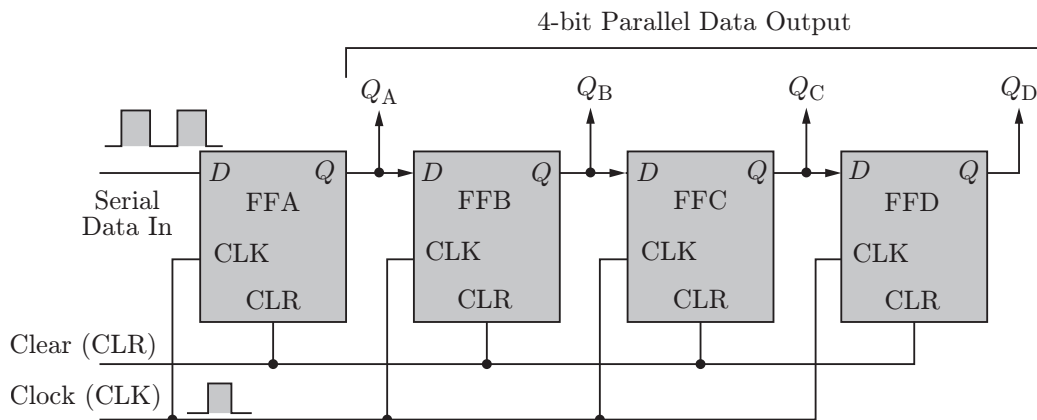 4-bit Parallel Data Output
Q_A Q_B Q_C Q_D
D Q D Q D Q D Q
Serial
Data In
FFA FFB FFC FFD
CLK CLK CLK CLK
CLR CLR CLR CLR
Clear (CLR)
Clock (CLK)